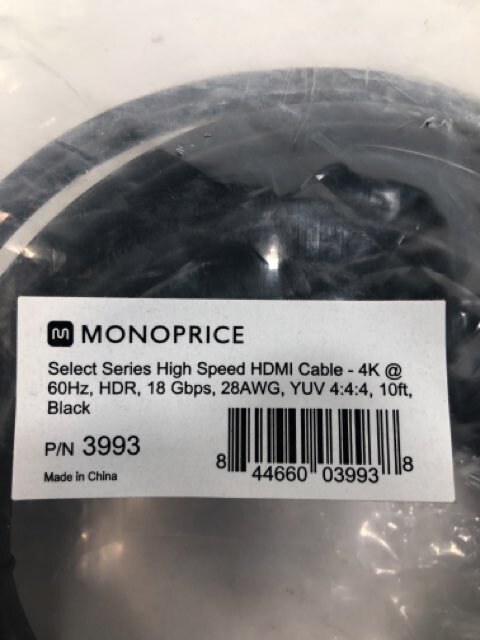 MONOPRICE
Select Series High Speed HDMI Cable - 4K @
60Hz, HDR, 18 Gbps, 28AWG, YUV 4:4:4, 10ft,
Black
P/N 3993
Made in China
8 44660 03993 8